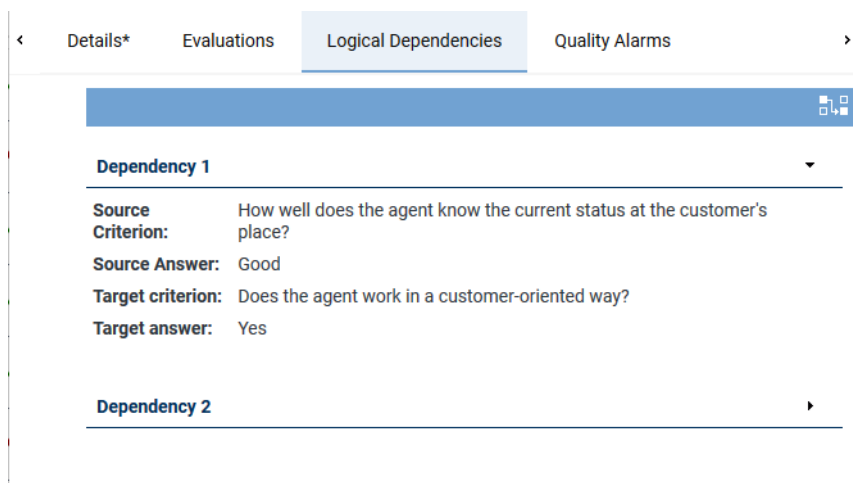 Details* Evaluations Logical Dependencies Quality Alarms
Dependency 1
Source Criterion: How well does the agent know the current status at the customer's place?
Source Answer: Good
Target criterion: Does the agent work in a customer-oriented way?
Target answer: Yes
Dependency 2